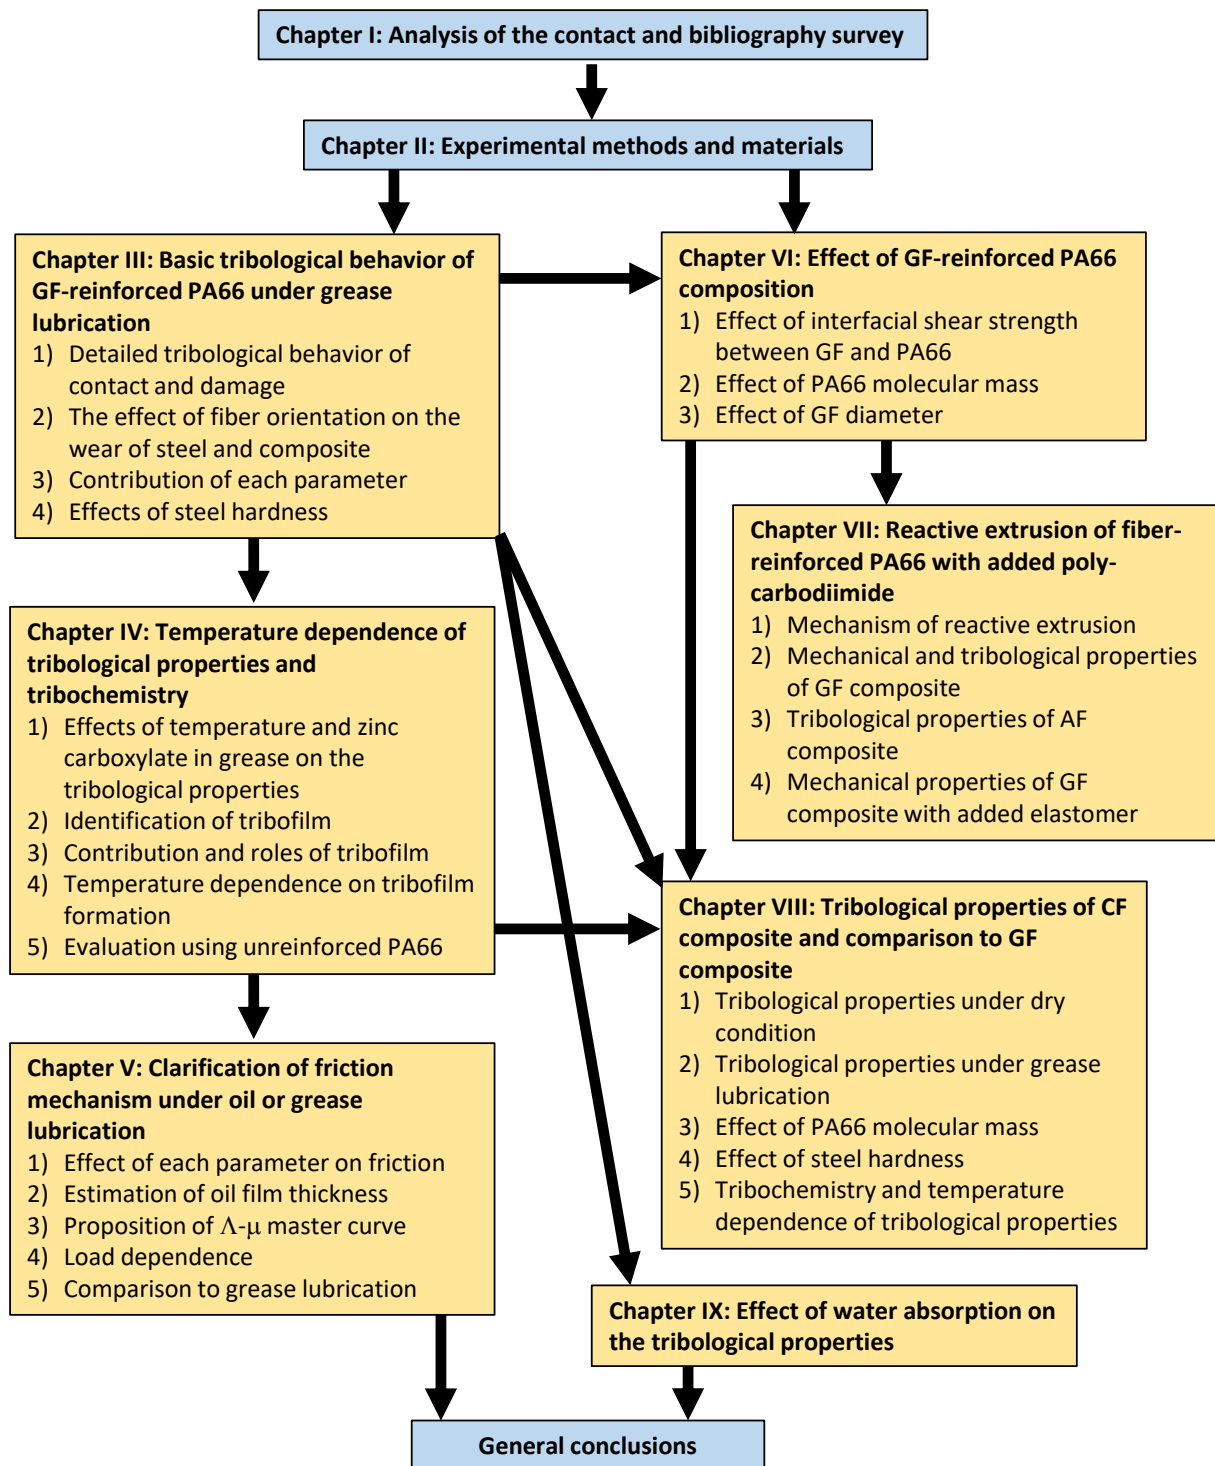 Chapter I: Analysis of the contact and bibliography survey
Chapter II: Experimental methods and materials
Chapter III: Basic tribological behavior of
GF-reinforced PA66 under grease
lubrication
1) Detailed tribological behavior of
contact and damage
2) The effect of fiber orientation on the
wear of steel and composite
3) Contribution of each parameter
4) Effects of steel hardness
Chapter IV: Temperature dependence of
tribological properties and
tribochemistry
1) Effects of temperature and zinc
carboxylate in grease on the
tribological properties
2) Identification of tribofilm
3) Contribution and roles of tribofilm
4) Temperature dependence on tribofilm
formation
5) Evaluation using unreinforced PA66
Chapter V: Clarification of friction
mechanism under oil or grease
lubrication
1) Effect of each parameter on friction
2) Estimation of oil film thickness
3) Proposition of Λ-μ master curve
4) Load dependence
5) Comparison to grease lubrication
Chapter VI: Effect of GF-reinforced PA66
composition
1) Effect of interfacial shear strength
between GF and PA66
2) Effect of PA66 molecular mass
3) Effect of GF diameter
Chapter VII: Reactive extrusion of fiber-
reinforced PA66 with added poly-
carbodiimide
1) Mechanism of reactive extrusion
2) Mechanical and tribological properties
of GF composite
3) Tribological properties of AF
composite
4) Mechanical properties of GF
composite with added elastomer
Chapter VIII: Tribological properties of CF
composite and comparison to GF
composite
1) Tribological properties under dry
condition
2) Tribological properties under grease
lubrication
3) Effect of PA66 molecular mass
4) Effect of steel hardness
5) Tribochemistry and temperature
dependence of tribological properties
Chapter IX: Effect of water absorption on
the tribological properties
General conclusions